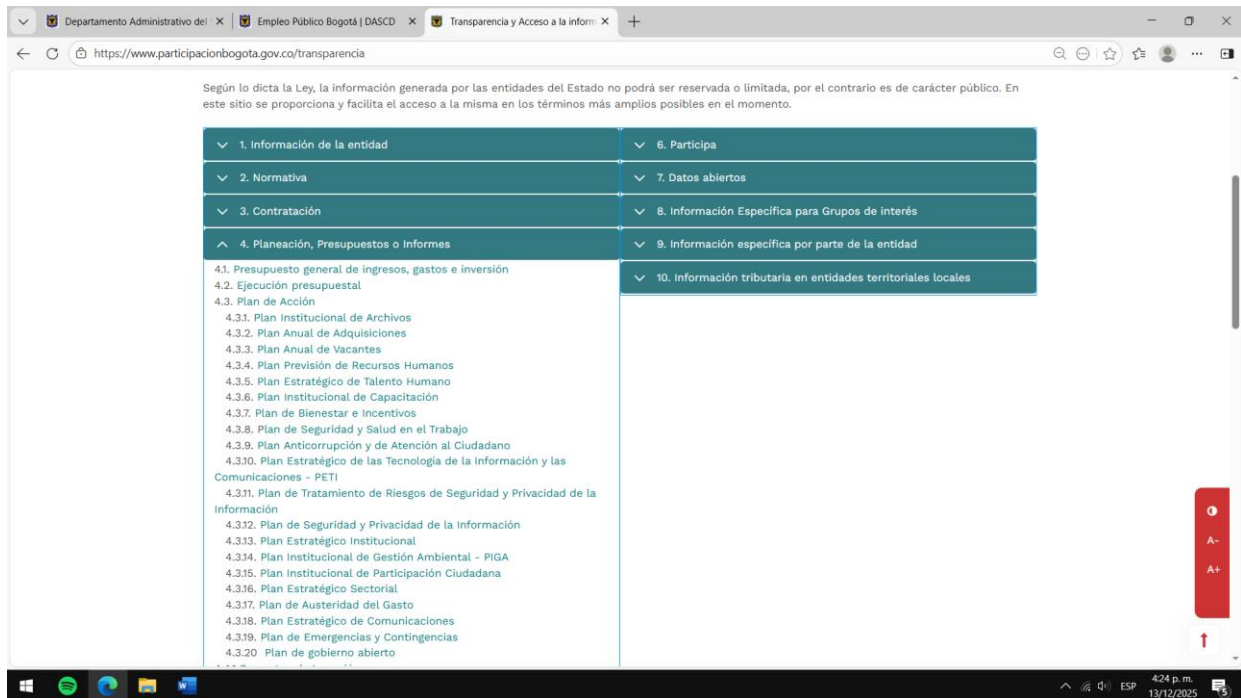 Departamento Administrativo del
Empleo Público Bogotá | DASCD
Transparencia y Acceso a la inform
https://www.participacionbogota.gov.co/transparencia
Según lo dicta la Ley, la información generada por las entidades del Estado no podrá ser reservada o limitada, por el contrario es de carácter público. En
este sitio se proporciona y facilita el acceso a la misma en los términos más amplios posibles en el momento.
1. Información de la entidad
2. Normativa
3. Contratación
4. Planeación, Presupuestos o Informes
4.1. Presupuesto general de ingresos, gastos e inversión
4.2. Ejecución presupuestal
4.3. Plan de Acción
4.3.1. Plan Institucional de Archivos
4.3.2. Plan Anual de Adquisiciones
4.3.3. Plan Anual de Vacantes
4.3.4. Plan Previsión de Recursos Humanos
4.3.5. Plan Estratégico de Talento Humano
4.3.6. Plan Institucional de Capacitación
4.3.7. Plan de Bienestar e Incentivos
4.3.8. Plan de Seguridad y Salud en el Trabajo
4.3.9. Plan Anticorrupción y de Atención al Ciudadano
4.3.10. Plan Estratégico de las Tecnología de la Información y las
Comunicaciones - PETI
4.3.11. Plan de Tratamiento de Riesgos de Seguridad y Privacidad de la
Información
4.3.12. Plan de Seguridad y Privacidad de la Información
4.3.13. Plan Estratégico Institucional
4.3.14. Plan Institucional de Gestión Ambiental - PIGA
4.3.15. Plan Institucional de Participación Ciudadana
4.3.16. Plan Estratégico Sectorial
4.3.17. Plan de Austeridad del Gasto
4.3.18. Plan Estratégico de Comunicaciones
4.3.19. Plan de Emergencias y Contingencias
4.3.20 Plan de gobierno abierto
6. Participa
7. Datos abiertos
8. Información Específica para Grupos de interés
9. Información específica por parte de la entidad
10. Información tributaria en entidades territoriales locales
A-
A+
ESP
4:24 p. m.
13/12/2025
5